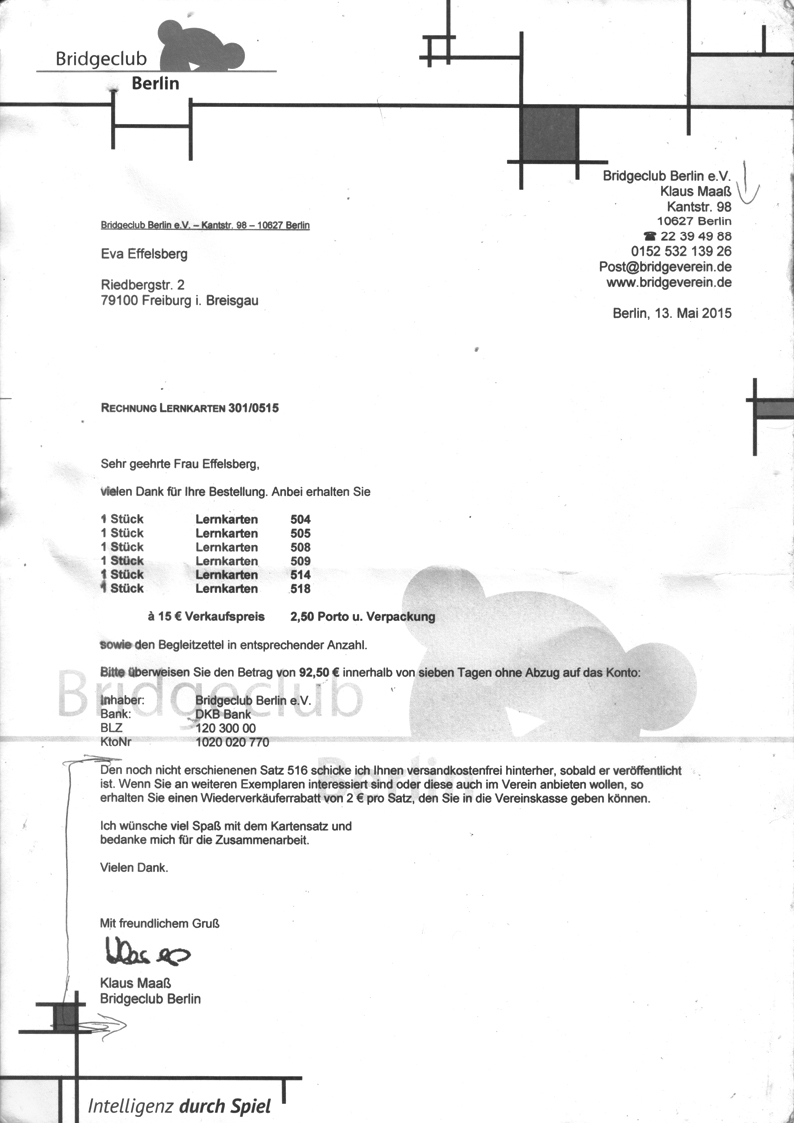 Bridgeclub
Berlin
Bridgeclub Berlin e.V.
Klaus Maaß
Kantstr. 98
10627 Berlin
☎ 22 39 49 88
0152 532 139 26
Post@bridgeverein.de
www.bridgeverein.de
Berlin, 13. Mai 2015
Bridgeclub Berlin e.V. – Kantstr. 98 – 10627 Berlin
Eva Effelsberg
Riedbergstr. 2
79100 Freiburg i. Breisgau
RECHNUNG LERNKARTEN 301/0515
Sehr geehrte Frau Effelsberg,
vielen Dank für Ihre Bestellung. Anbei erhalten Sie
1 Stück Lernkarten 504
1 Stück Lernkarten 505
1 Stück Lernkarten 508
1 Stück Lernkarten 509
1 Stück Lernkarten 514
1 Stück Lernkarten 518
à 15 € Verkaufspreis 2,50 Porto u. Verpackung
sowie den Begleitzettel in entsprechender Anzahl.
Bitte überweisen Sie den Betrag von 92,50 € innerhalb von sieben Tagen ohne Abzug auf das Konto:
Inhaber: Bridgeclub Berlin e.V.
Bank: DKB Bank
BLZ 120 300 00
KtoNr 1020 020 770
Bridgeclub
Berlin
Den noch nicht erschienenen Satz 516 schicke ich Ihnen versandkostenfrei hinterher, sobald er veröffentlicht
ist. Wenn Sie an weiteren Exemplaren interessiert sind oder diese auch im Verein anbieten wollen, so
erhalten Sie einen Wiederverkäuferrabatt von 2 € pro Satz, den Sie in die Vereinskasse geben können.
Ich wünsche viel Spaß mit dem Kartensatz und
bedanke mich für die Zusammenarbeit.
Vielen Dank.
Mit freundlichem Gruß
Klaus Maaß
Bridgeclub Berlin
Intelligenz durch Spiel